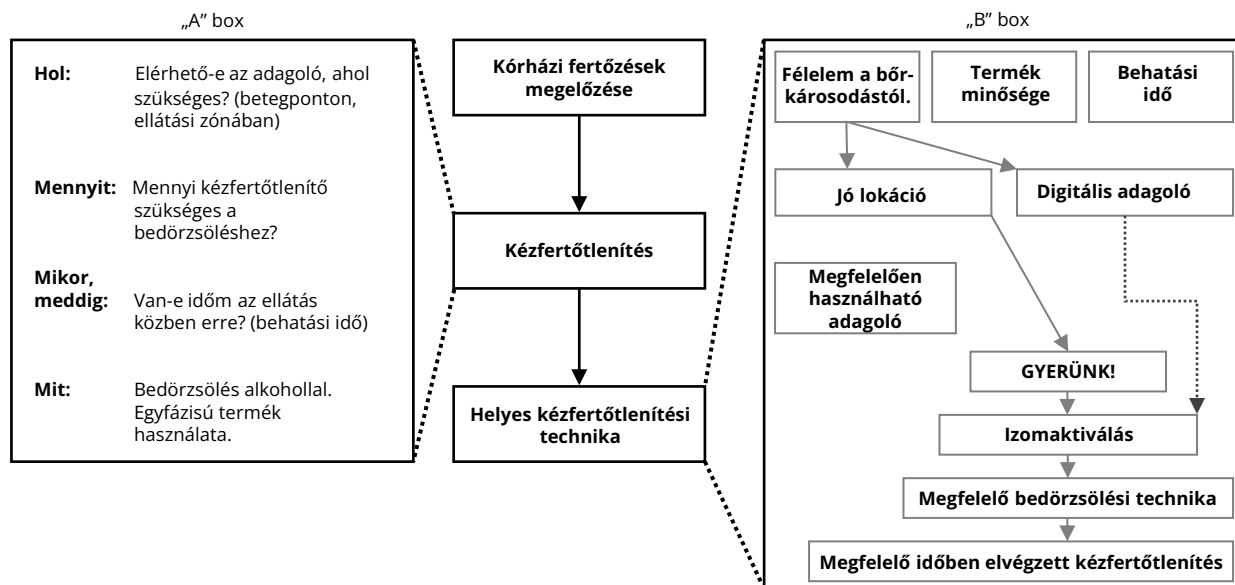 „A” box
Hol: Elérhető-e az adagoló, ahol
szükséges? (betegponton,
ellátási zónában)
Mennyit: Mennyi kézfertőtlenítő
szükséges a
bedörzsöléshez?
Mikor,
meddig: Van-e időm az ellátás
közben erre? (behatási idő)
Mit: Bedörzsölés alkohollal.
Egyfázisú termék
használata.
Kórházi fertőzések
megelőzése
Kézfertőtlenítés
Helyes kézfertőtlenítési
technika
„B” box
Félelem a bőr-
károsodástól.
Termék
minősége
Behatási
idő
Jó lokáció
Digitális adagoló
Megfelelően
használható
adagoló
GYERÜNK!
Izomaktiválás
Megfelelő bedörzsölési technika
Megfelelő időben elvégzett kézfertőtlenítés